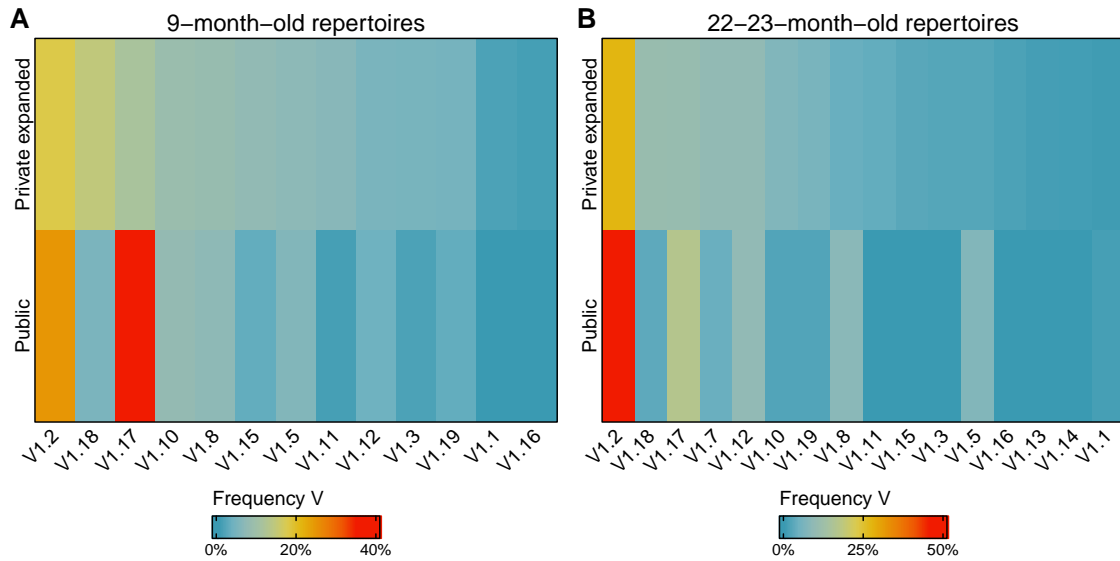 A
9−month−old repertoires
Private expanded
Public
V1.2
V1.18
V1.17
V1.10
V1.8
V1.15
V1.5
V1.11
V1.12
V1.3
V1.19
V1.1
V1.16
Frequency V
0%
20%
40%
B
22−23−month−old repertoires
Private expanded
Public
V1.2
V1.18
V1.17
V1.7
V1.12
V1.10
V1.19
V1.8
V1.11
V1.15
V1.3
V1.5
V1.16
V1.13
V1.14
V1.1
Frequency V
0%
25%
50%